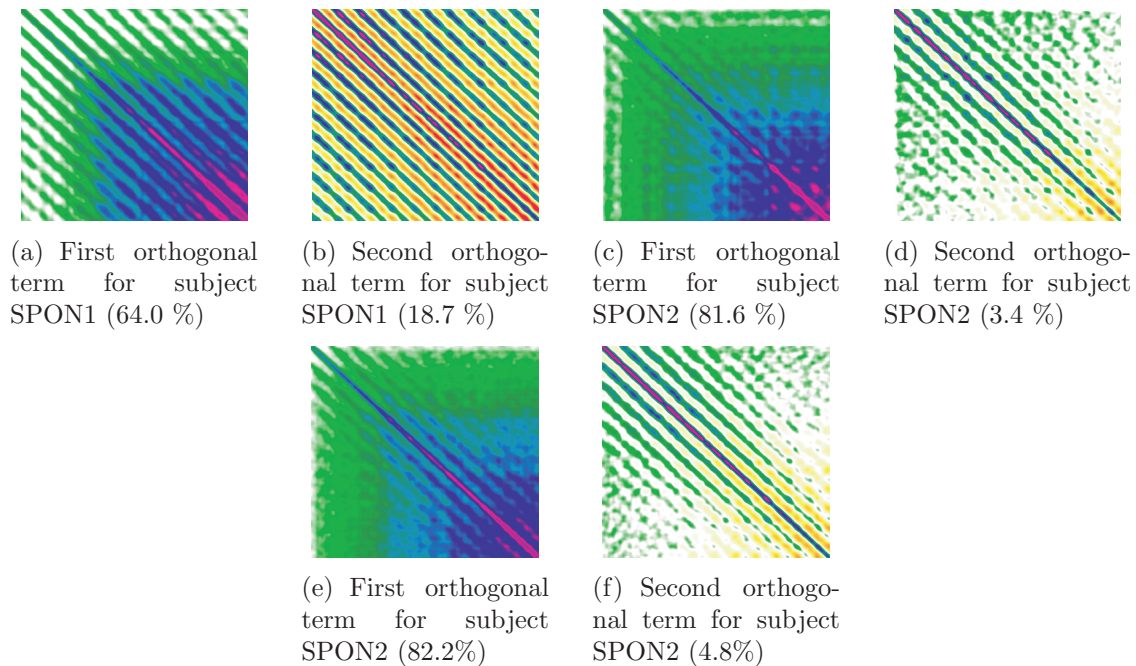 (a) First orthogonal
term for subject
SPON1 (64.0 %)
(b) Second orthogo-
nal term for subject
SPON1 (18.7 %)
(c) First orthogonal
term for subject
SPON2 (81.6 %)
(d) Second orthogo-
nal term for subject
SPON2 (3.4 %)
(e) First orthogonal
term for subject
SPON2 (82.2%)
(f) Second orthogo-
nal term for subject
SPON2 (4.8%)